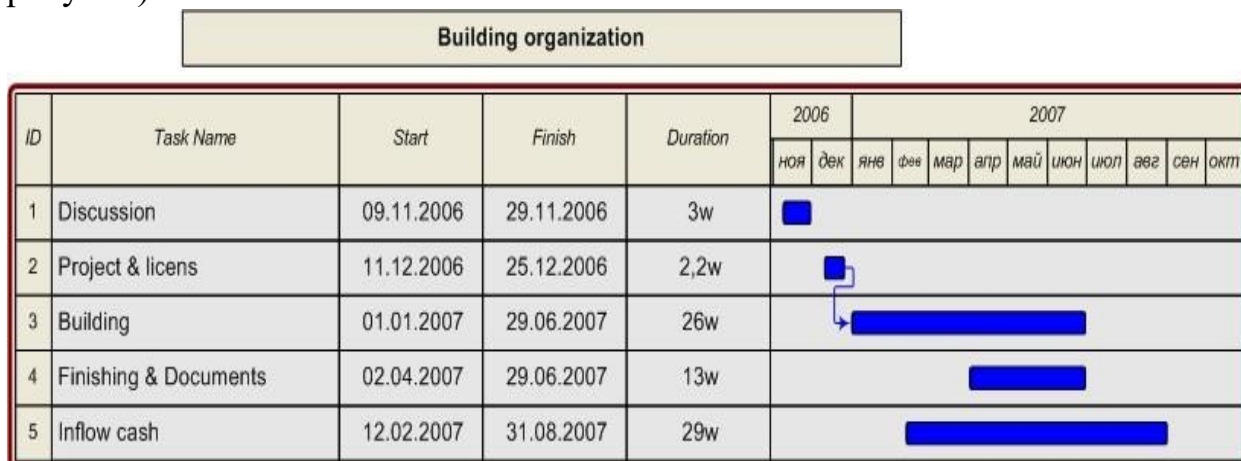 Building organization
ID Task Name Start Finish Duration 2006 2007
ноя дек янв фев мар апр май июн июл авг сен окт
1 Discussion 09.11.2006 29.11.2006 3w
2 Project & licens 11.12.2006 25.12.2006 2,2w
3 Building 01.01.2007 29.06.2007 26w
4 Finishing & Documents 02.04.2007 29.06.2007 13w
5 Inflow cash 12.02.2007 31.08.2007 29w